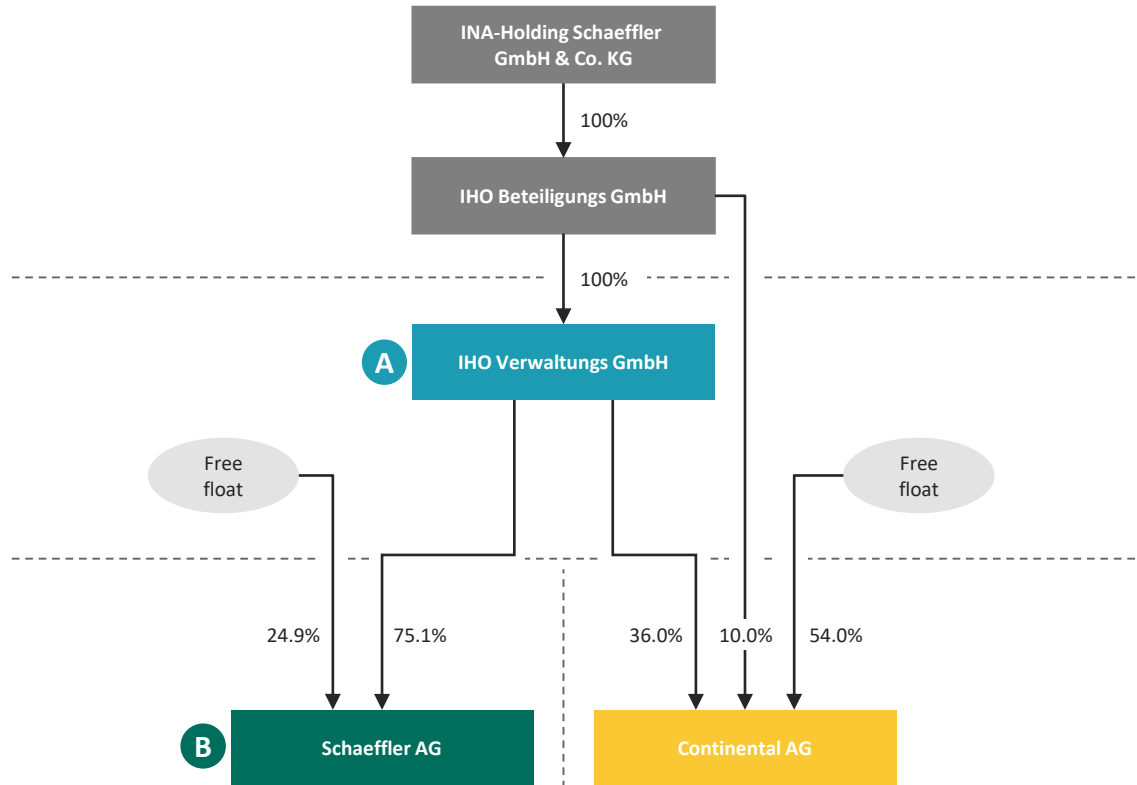 INA-Holding Schaeffler
GmbH & Co. KG
100%
IHO Beteiligungs GmbH
100%
A
IHO Verwaltungs GmbH
Free
float
Free
float
24.9%
75.1%
36.0%
10.0%
54.0%
B
Schaeffler AG
Continental AG